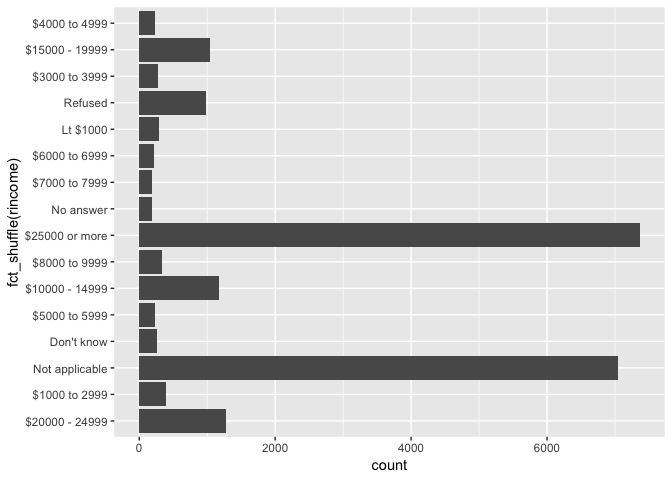 $4000 to 4999
$15000 - 19999
$3000 to 3999
Refused
Lt $1000
$6000 to 6999
$7000 to 7999
No answer
$25000 or more
$8000 to 9999
$10000 - 14999
$5000 to 5999
Don't know
Not applicable
$1000 to 2999
$20000 - 24999
fct_shuffle(rincome)
0 2000 4000 6000
count